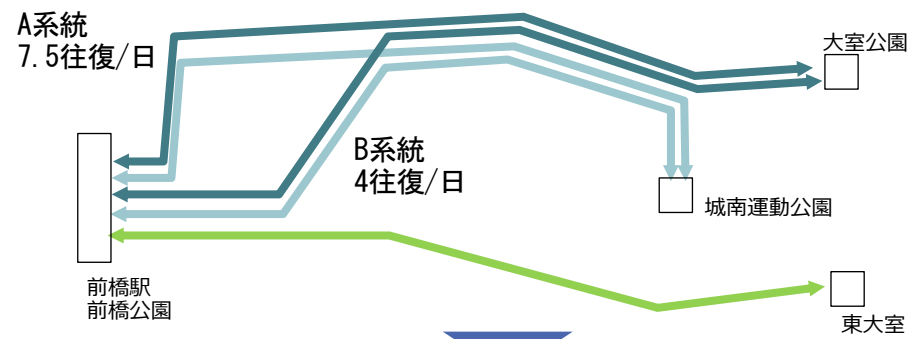 A系統
7.5往復/日
大室公園
B系統
4往復/日
城南運動公園
前橋駅
前橋公園
東大室